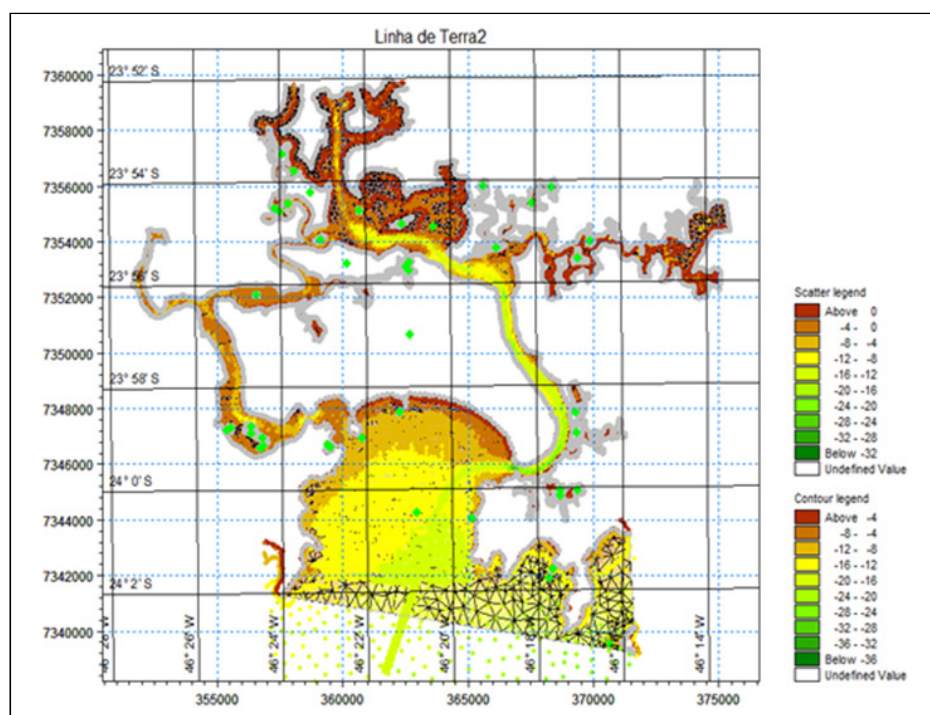 Linha de Terra2
7360000
23° 52' S
7358000
7356000
23° 54' S
7354000
23° 56' S
7352000
7350000
23° 58' S
7348000
7346000
24° 0' S
7344000
7342000
24° 2' S
7340000
46° 26' W
46° 24' W
46° 22' W
46° 20' W
46° 18' W
46° 14' W
355000
360000
365000
370000
375000
Scatter legend
Above 0
-4 - 0
-8 - -4
-12 - -8
-16 - -12
-20 - -16
-24 - -20
-28 - -24
-32 - -28
Below -32
Undefined Value
Contour legend
Above -4
-8 - -4
-12 - -8
-16 - -12
-20 - -16
-24 - -20
-28 - -24
-32 - -28
-36 - -32
Below -36
Undefined Value